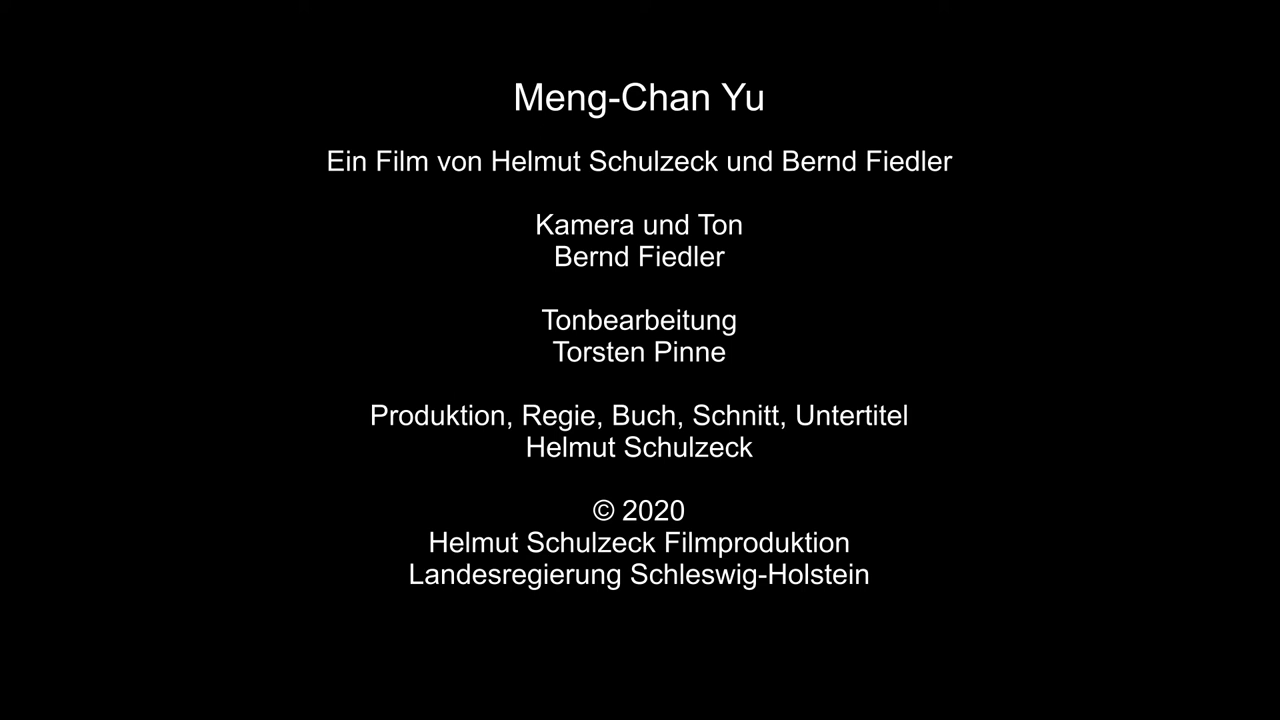 Meng-Chan Yu
Ein Film von Helmut Schulzeck und Bernd Fiedler
Kamera und Ton
Bernd Fiedler
Tonbearbeitung
Torsten Pinne
Produktion, Regie, Buch, Schnitt, Untertitel
Helmut Schulzeck
© 2020
Helmut Schulzeck Filmproduktion
Landesregierung Schleswig-Holstein